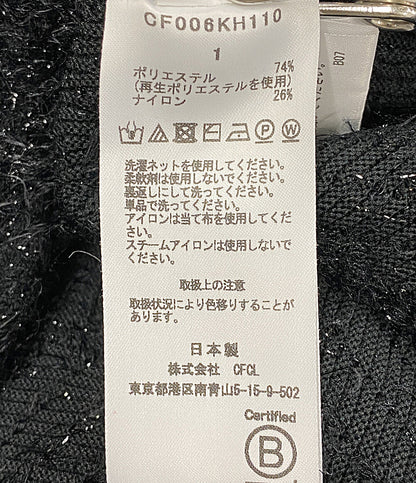 CF006KH110
1
ポリエステル 74%
(再生ポリエステルを使用)
ナイロン 26%
P W
洗濯ネットを使用してください。
柔軟剤は使用しないでください。
裏返しにして洗ってください。
単品で洗ってください。
アイロンは当て布を使用してくださ
い。
スチームアイロンは使用しないでく
ださい。
取扱上の注意
取扱状況により色移りすることが
あります。
日本製
株式会社 CFCL
東京都港区南青山5-15-9-502
Certified
B
B07
ださい。